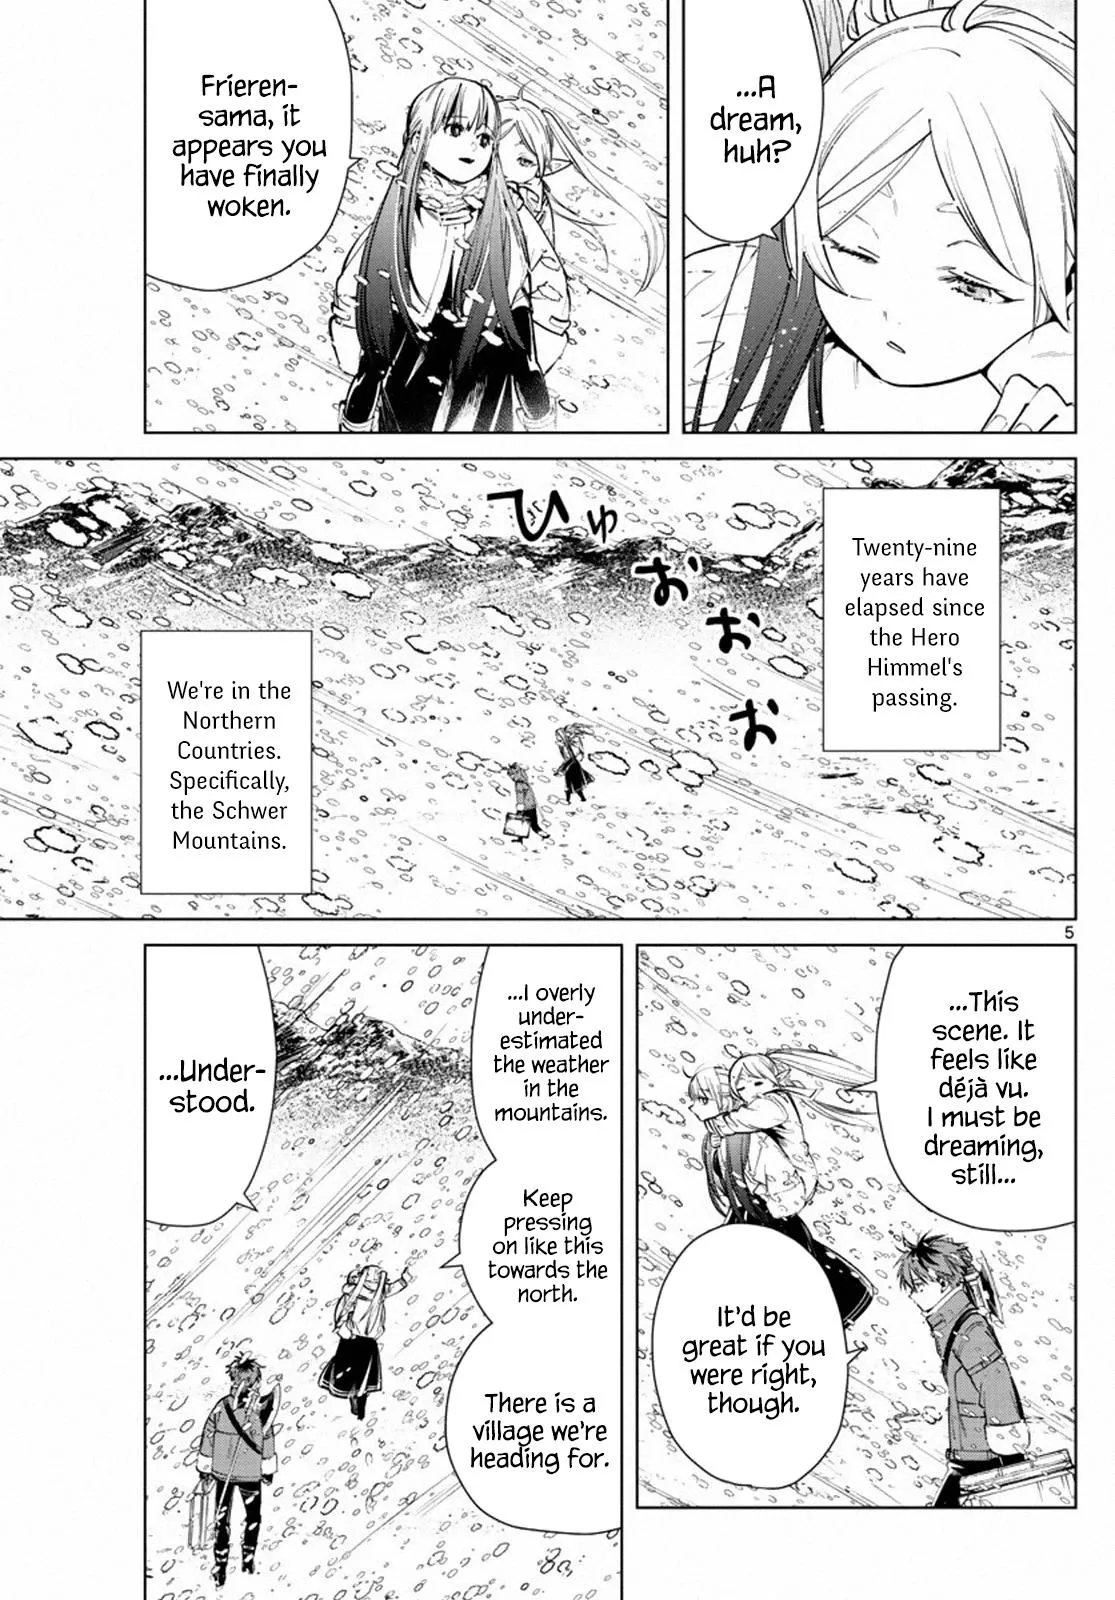 ...A
dream,
huh?
Frieren-
sama, it
appears you
have finally
woken.
Twenty-nine
years have
elapsed since
the Hero
Himmel's
passing.
ひゅ
お
お
お
We're in the
Northern
Countries.
Specifically,
the Schwer
Mountains.
5
...This
scene. It
feels like
déjà vu.
I must be
dreaming,
still...
It'd be
great if you
were right,
though.
...I overly
under-
estimated
the weather
in the
mountains.
Keep
pressing
on like this
towards the
north.
There is a
village we're
heading for.
...Under-
stood.